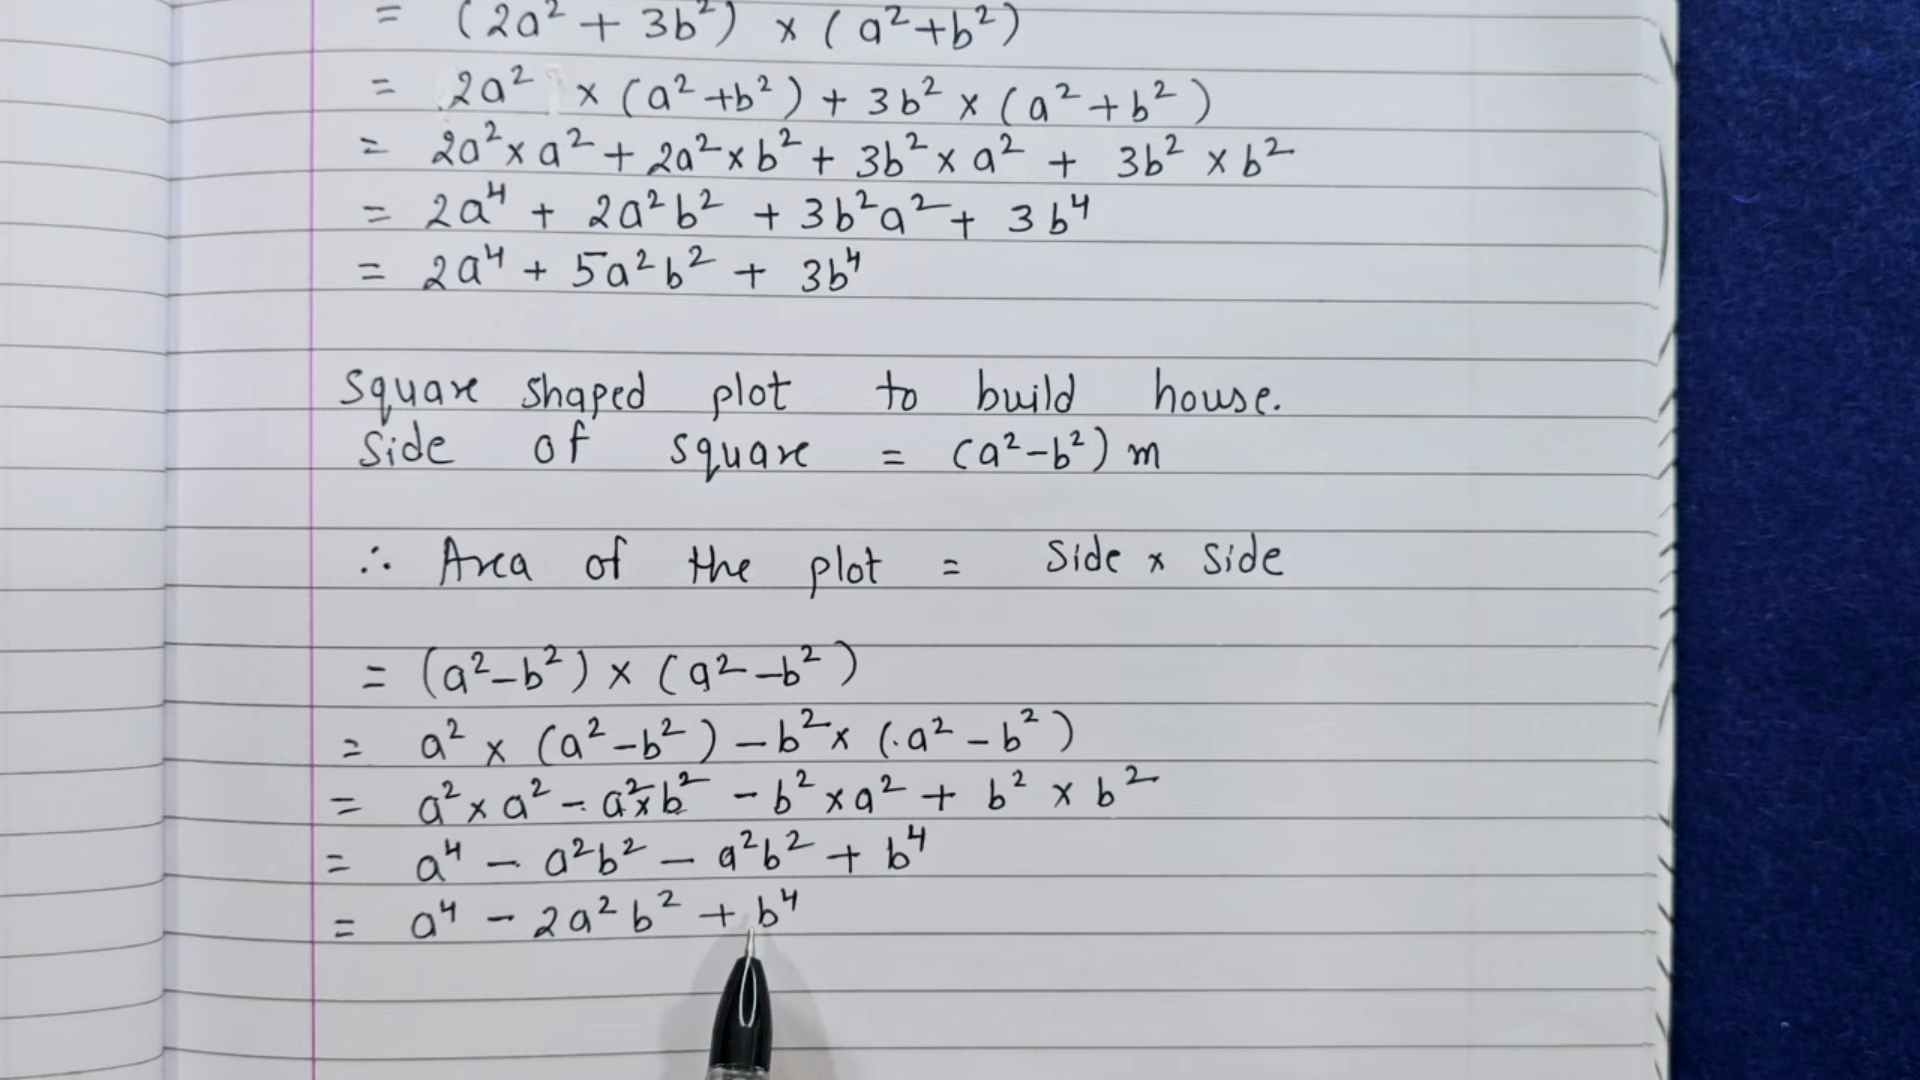 = (2a² + 3b²) × (a²+b²)
= 2a² × (a²+b²) + 3b² × (a²+b²)
= 2a²×a² + 2a²×b² + 3b²×a² + 3b²×b²
= 2a⁴ + 2a²b² + 3b²a² + 3b⁴
= 2a⁴ + 5a²b² + 3b⁴
Square shaped plot to build house.
Side of square = (a²-b²) m
∴ Area of the plot = Side × Side
= (a²-b²) × (a²-b²)
= a² × (a²-b²) - b² × (a²-b²)
= a²×a² - a²×b² - b²×a² + b²×b²
= a⁴ - a²b² - a²b² + b⁴
= a⁴ - 2a²b² + b⁴